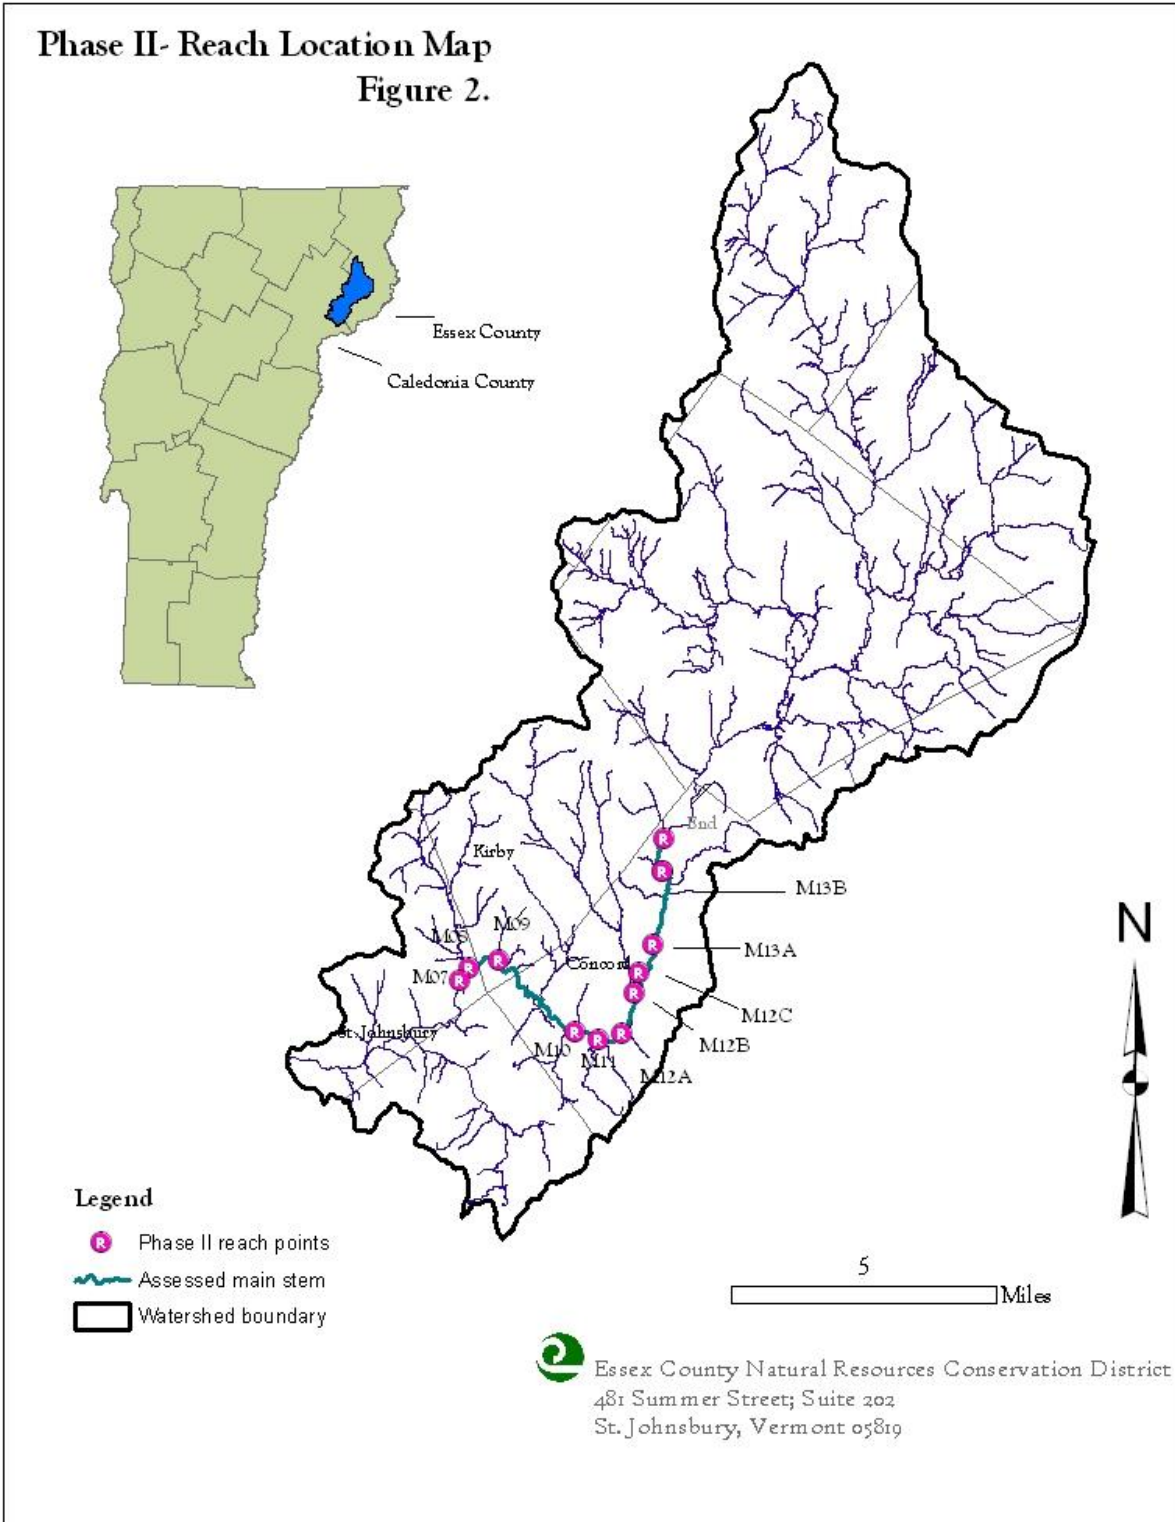 Phase II- Reach Location Map
Figure 2.
Essex County
Caledonia County
End
Kirby
M13B
M09
M08
M13A
Concord
M07
M12C
St. Johnsbury
M12B
M10
M11
M12A
N
Legend
R Phase II reach points
Assessed main stem
Watershed boundary
5
Miles
Essex County Natural Resources Conservation District
481 Summer Street; Suite 202
St. Johnsbury, Vermont 05819